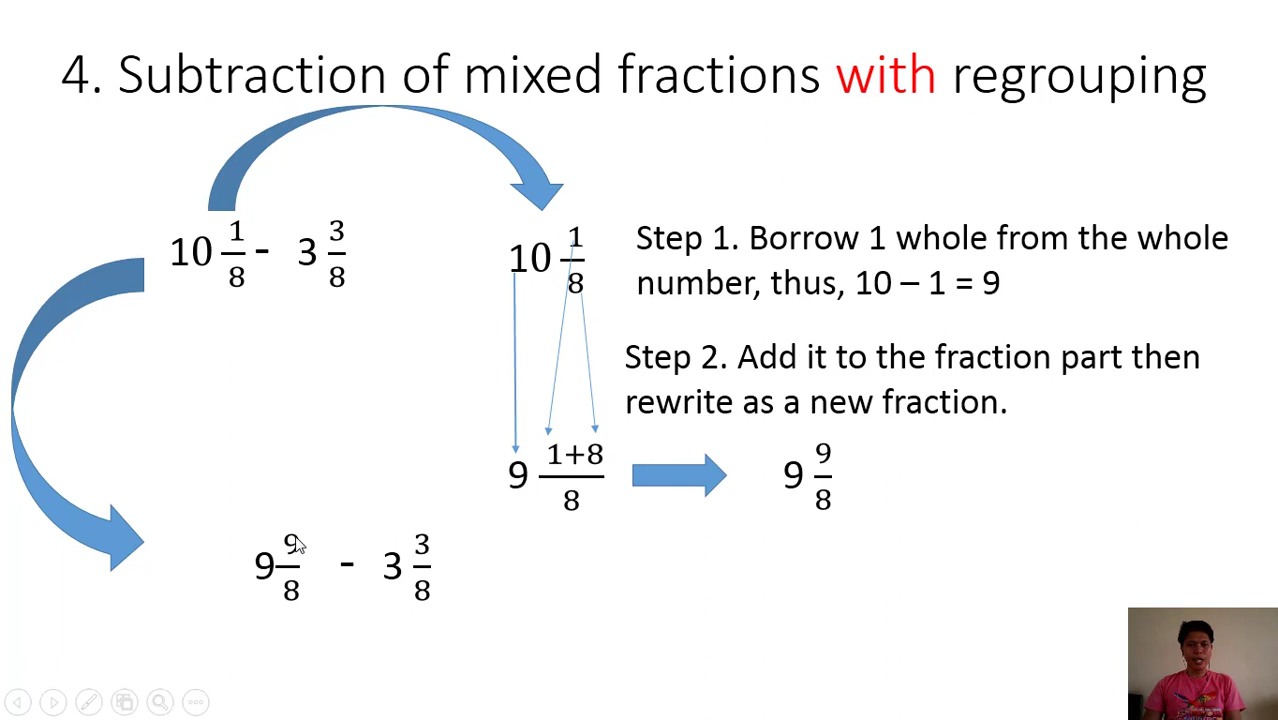 4. Subtraction of mixed fractions with regrouping
10 1/8 - 3 3/8
10 1/8
Step 1. Borrow 1 whole from the whole
number, thus, 10 – 1 = 9
Step 2. Add it to the fraction part then
rewrite as a new fraction.
9 1+8/8
9 9/8
9 9/8 - 3 3/8